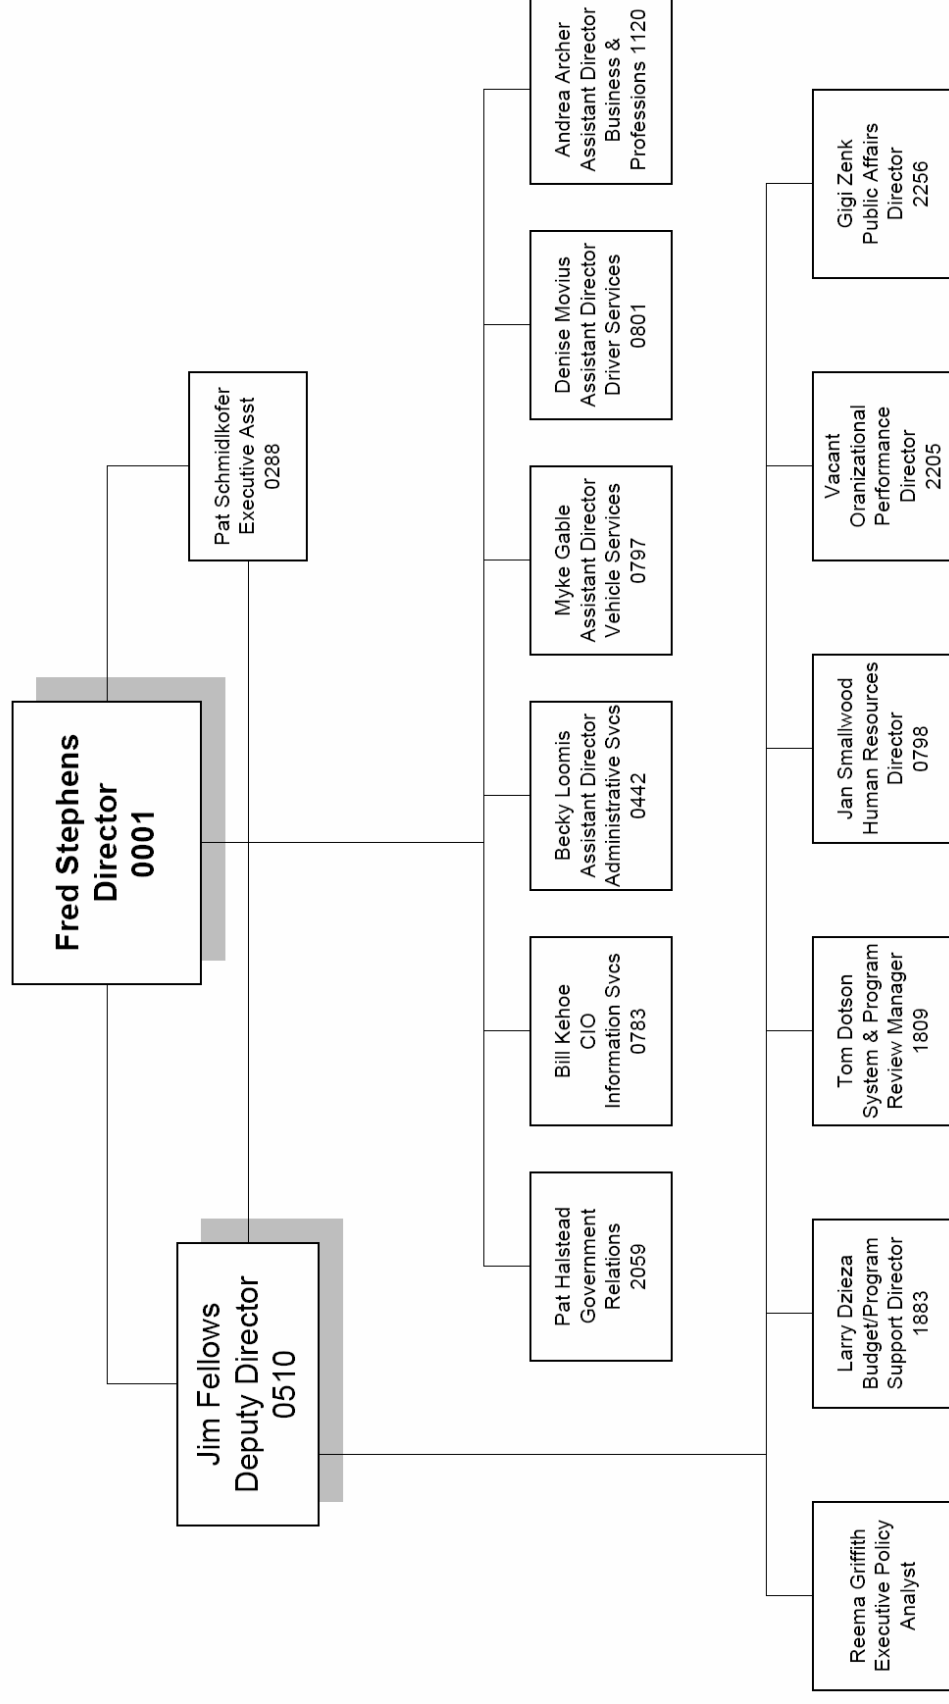 Fred Stephens
Director
0001
Jim Fellows
Deputy Director
0510
Pat Schmidlkofer
Executive Asst
0288
Pat Halstead
Government
Relations
2059
Bill Kehoe
CIO
Information Svcs
0783
Becky Loomis
Assistant Director
Administrative Svcs
0442
Myke Gable
Assistant Director
Vehicle Services
0797
Denise Movius
Assistant Director
Driver Services
0801
Andrea Archer
Assistant Director
Business &
Professions 1120
Reema Griffith
Executive Policy
Analyst
Larry Dzieza
Budget/Program
Support Director
1883
Tom Dotson
System & Program
Review Manager
1809
Jan Smallwood
Human Resources
Director
0798
Vacant
Oranizational
Performance
Director
2205
Gigi Zenk
Public Affairs
Director
2256